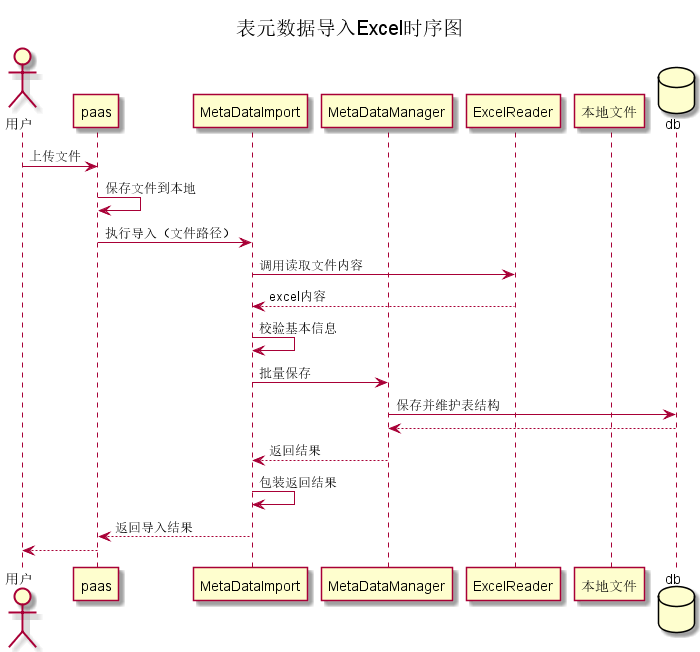 表元数据导入Excel时序图
用户
paas
MetaDataImport
MetaDataManager
ExcelReader
本地文件
db
上传文件
保存文件到本地
执行导入（文件路径）
调用读取文件内容
excel内容
校验基本信息
批量保存
保存并维护表结构
返回结果
包装返回结果
返回导入结果
用户
paas
MetaDataImport
MetaDataManager
ExcelReader
本地文件
db